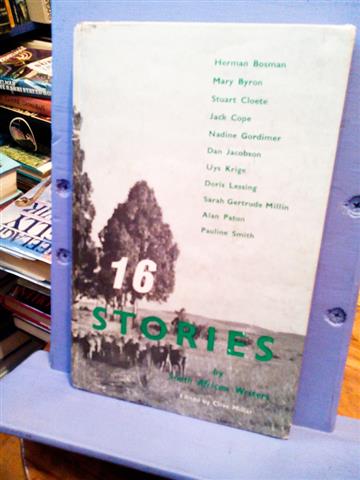 Herman Bosman
Mary Byron
Stuart Cloete
Jack Cope
Nadine Gordimer
Dan Jacobson
Uys Krige
Doris Lessing
Sarah Gertrude Millin
Alan Paton
Pauline Smith
16
STORIES
by
South African Writers
Edited by Clive Millar